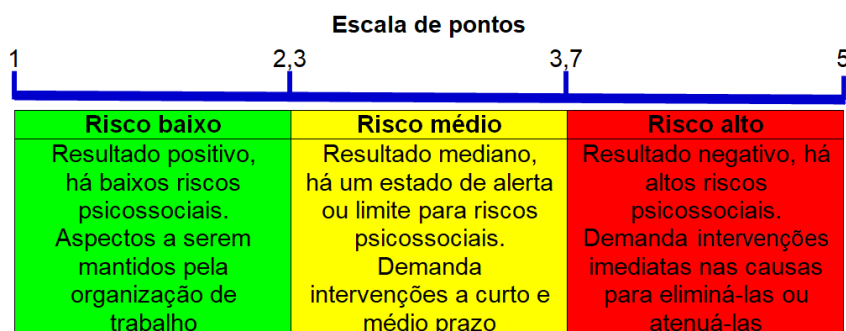 Escala de pontos
1 2,3 3,7 5
Risco baixo
Resultado positivo,
há baixos riscos
psicossociais.
Aspectos a serem
mantidos pela
organização de
trabalho
Risco médio
Resultado mediano,
há um estado de alerta
ou limite para riscos
psicossociais.
Demanda
intervenções a curto e
médio prazo
Risco alto
Resultado negativo, há
altos riscos
psicossociais.
Demanda intervenções
imediatas nas causas
para eliminá-las ou
atenuá-las